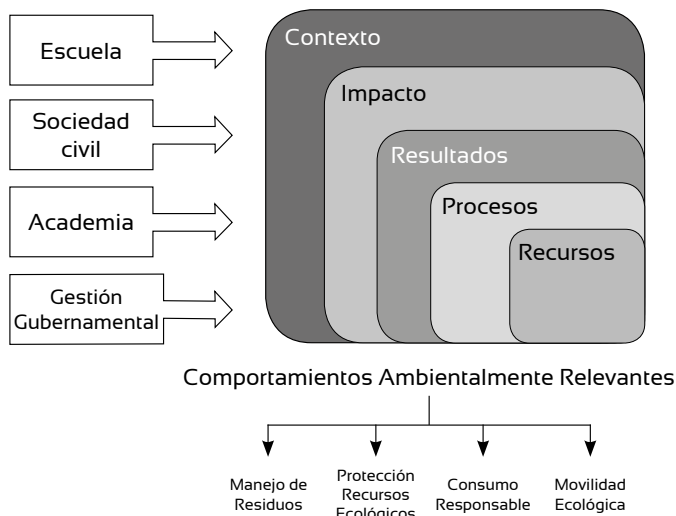 Escuela
Sociedad
civil
Academia
Gestión
Gubernamental
Contexto
Impacto
Resultados
Procesos
Recursos
Comportamientos Ambientalmente Relevantes
Manejo de
Residuos
Protección
Recursos
Ecológicos
Consumo
Responsable
Movilidad
Ecológica